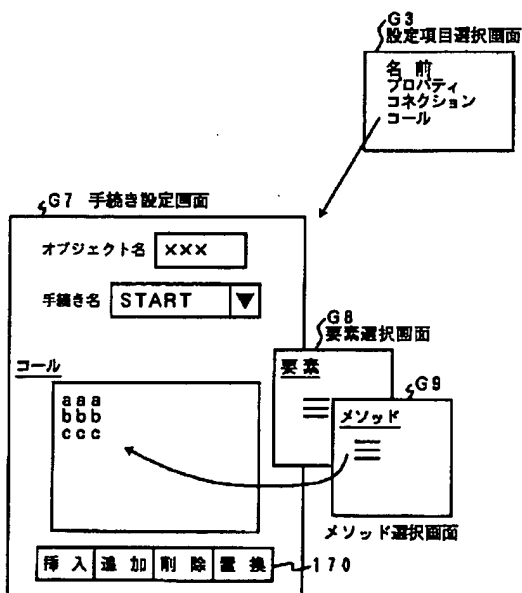 G3
設定項目選択画面
名前
プロパティ
コネクション
コール
G7 手続き設定画面
オブジェクト名 ×××
手続き名 START ▼
G8
要素選択画面
コール
要素
G9
メソッド
aaa
bbb
ccc
メソッド選択画面
挿入 追加 削除 置換 170